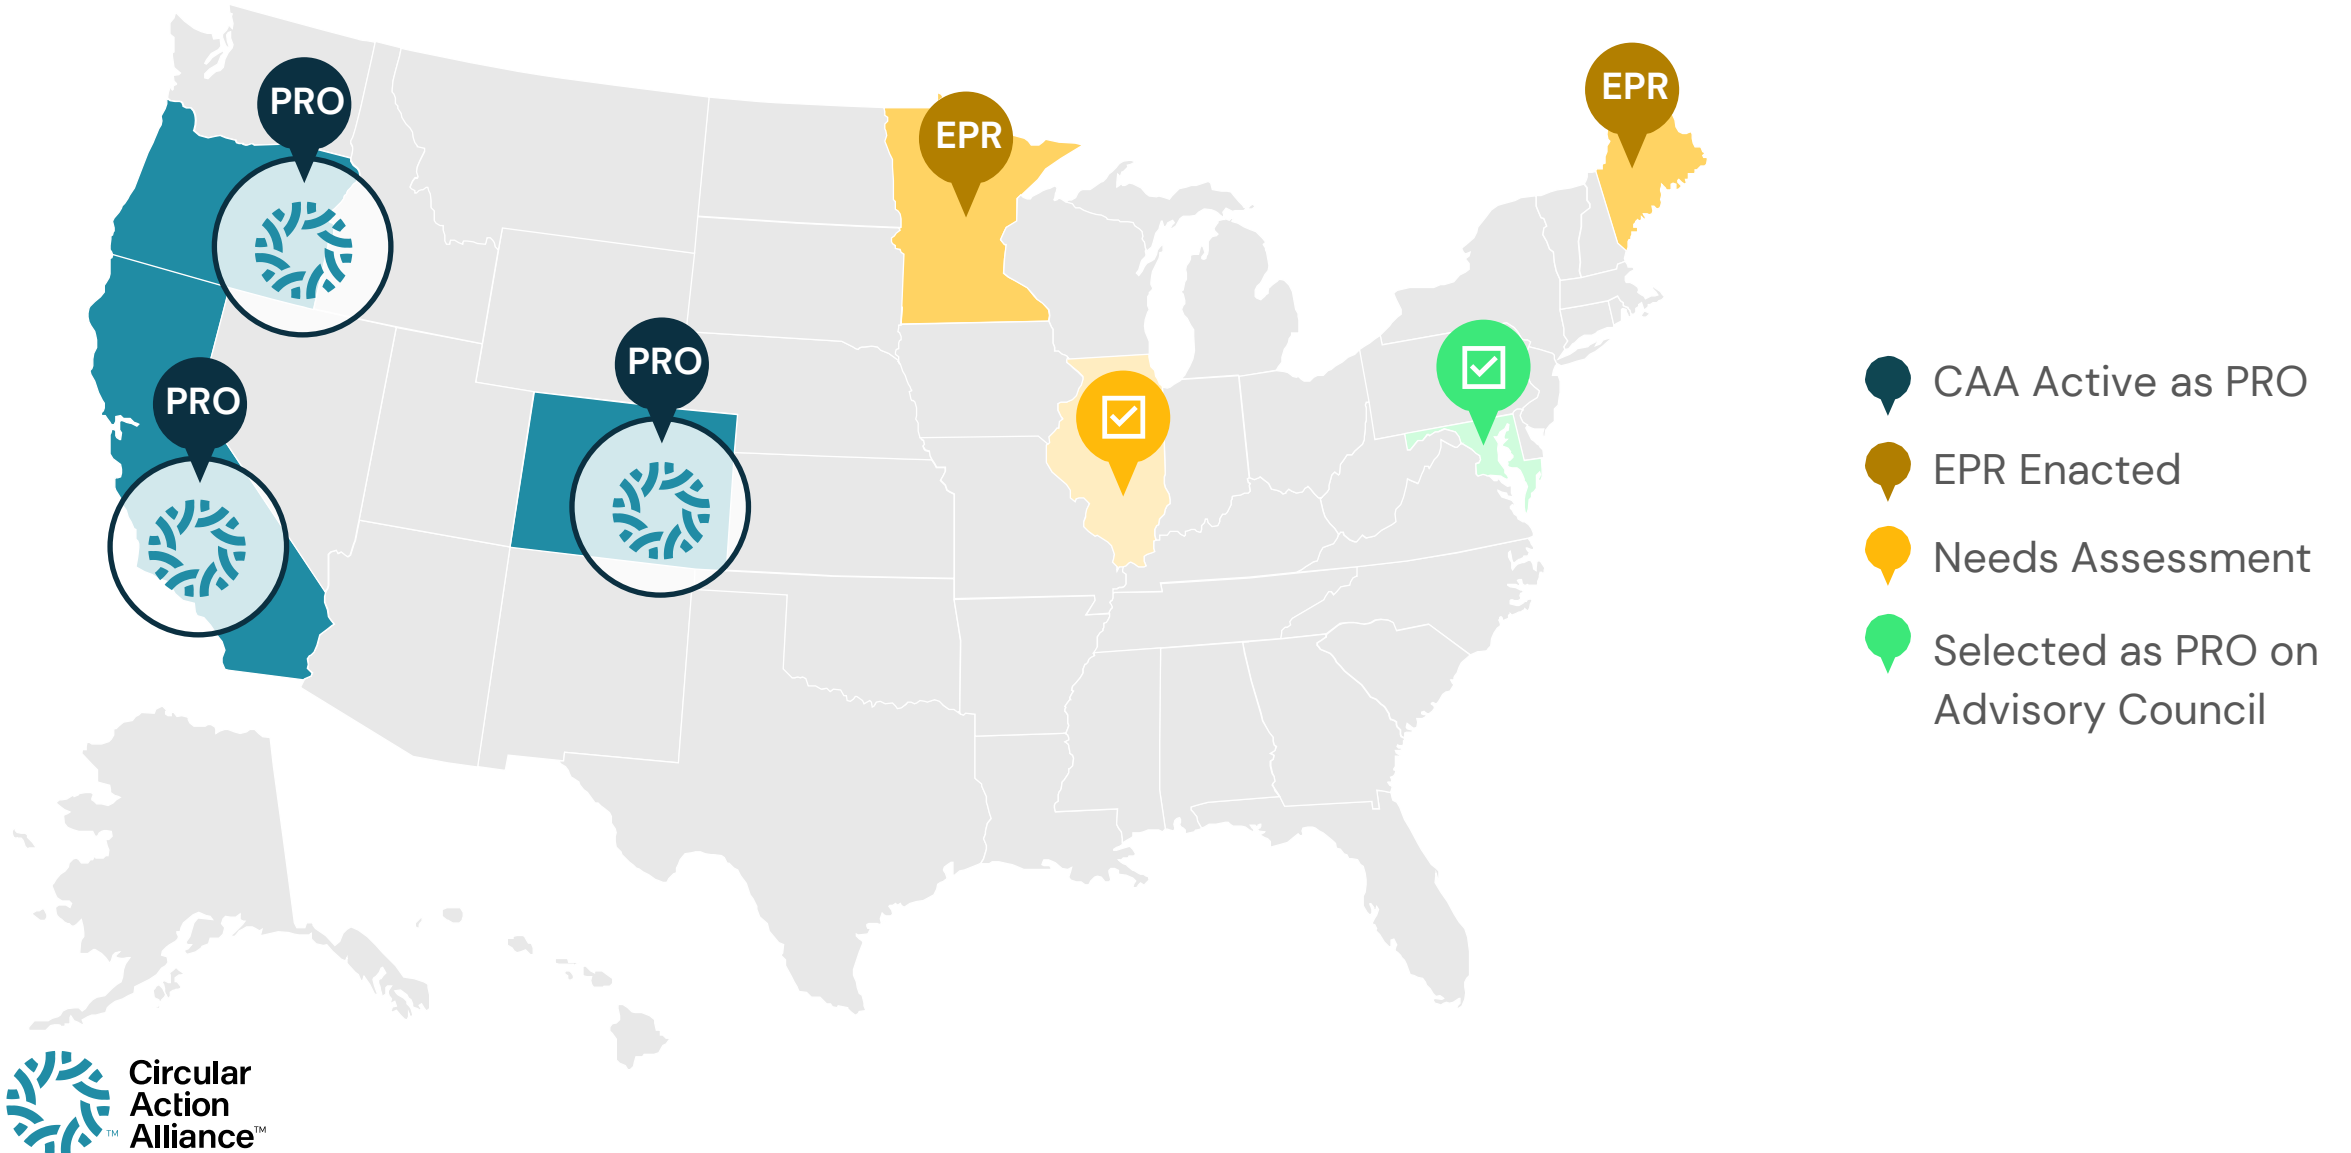 PRO
EPR
EPR
PRO
PRO
CAA Active as PRO
EPR Enacted
Needs Assessment
Selected as PRO on
Advisory Council
Circular
Action
Alliance™
™